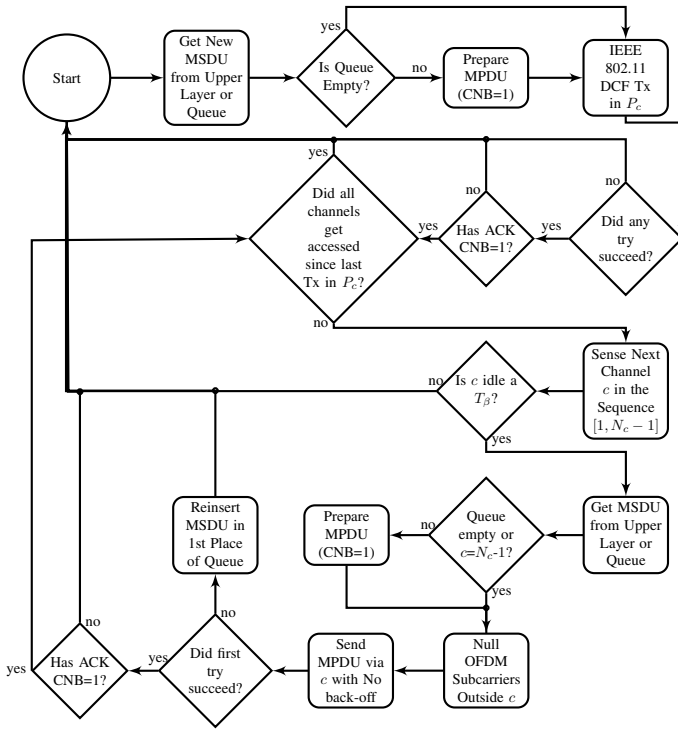 Start
Get New
MSDU
from Upper
Layer or
Queue
Is Queue
Empty?
yes
no
Prepare
MPDU
(CNB=1)
IEEE
802.11
DCF Tx
in P_c
yes
Did all
channels
get
accessed
since last
Tx in P_c?
no
yes
no
Has ACK
CNB=1?
yes
no
Did any
try
succeed?
Sense Next
Channel
c in the
Sequence
[1, N_c − 1]
no
Is c idle a
T_β?
yes
Get MSDU
from Upper
Layer or
Queue
Queue
empty or
c=N_c-1?
no
yes
Prepare
MPDU
(CNB=1)
Reinsert
MSDU in
1st Place
of Queue
Null
OFDM
Subcarriers
Outside c
Send
MPDU via
c with No
back-off
no
Did first
try
succeed?
yes
no
Has ACK
CNB=1?
yes